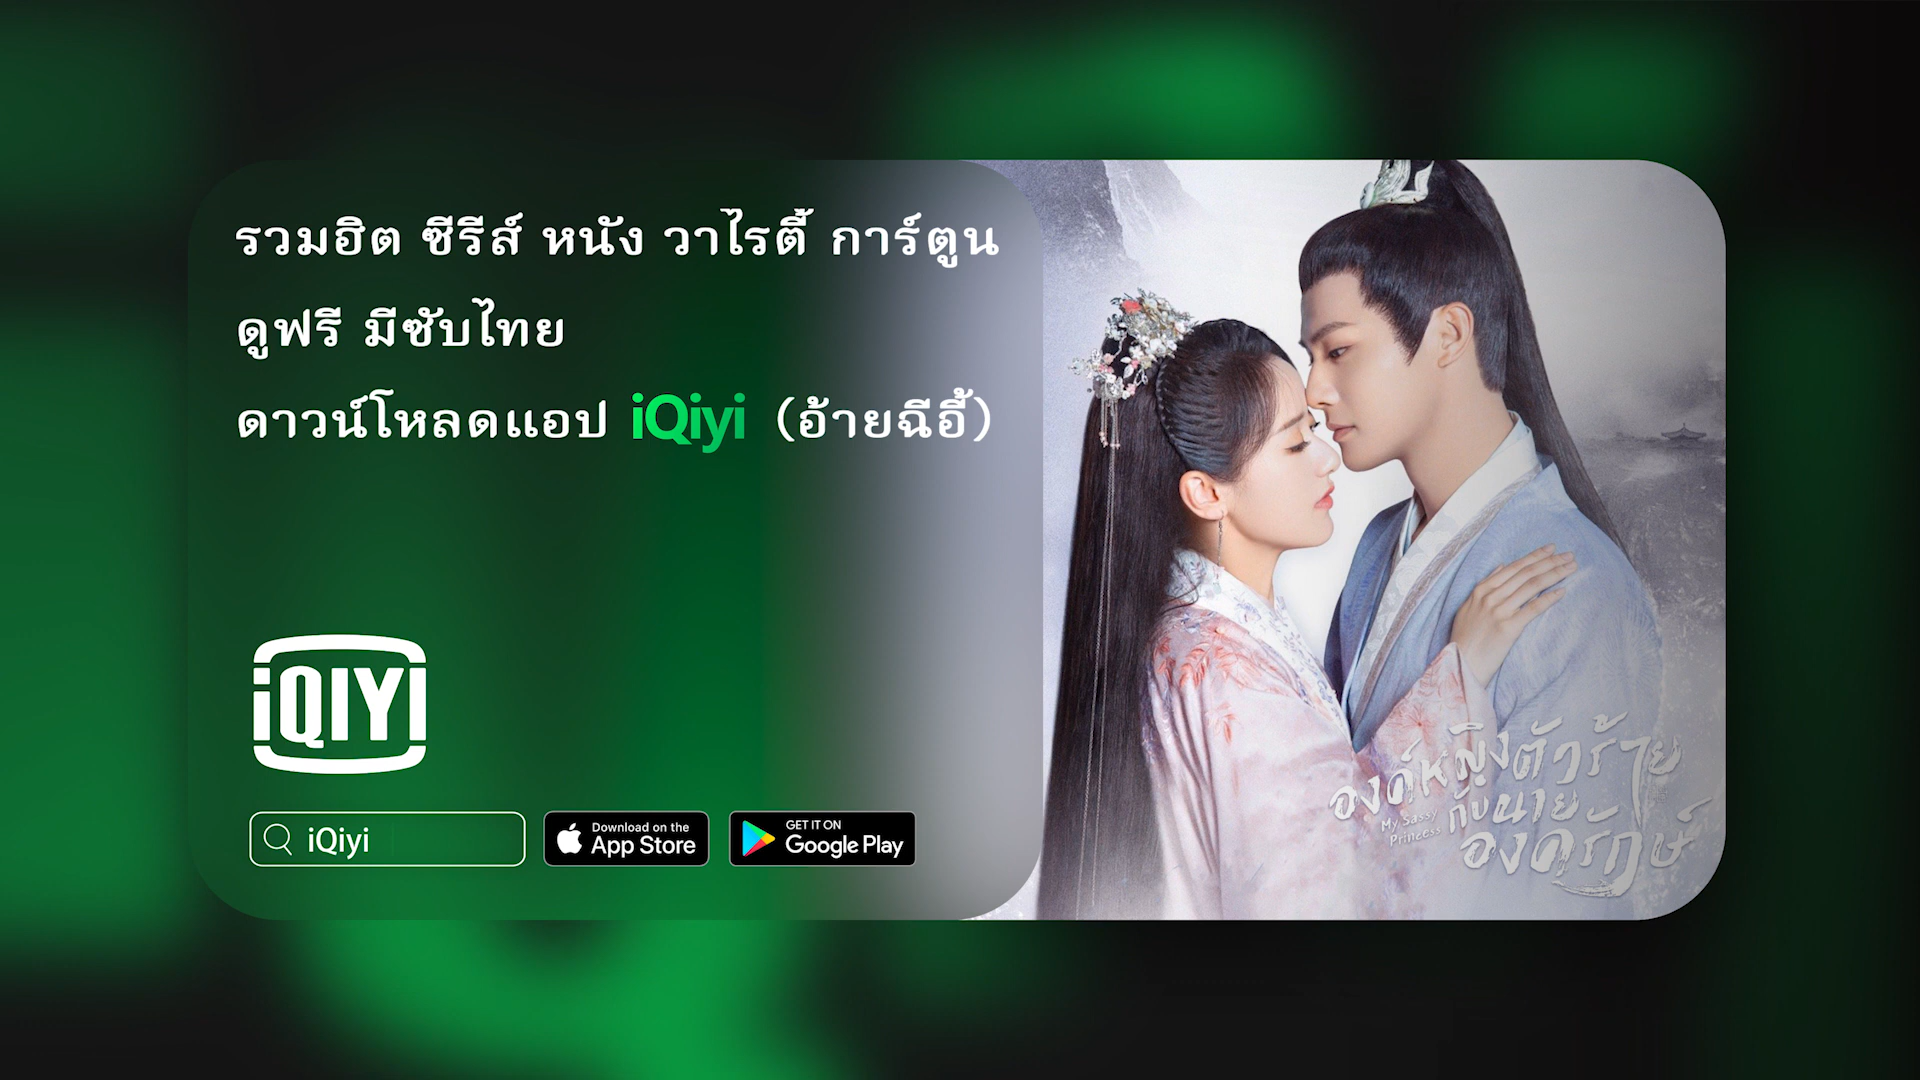 รวมฮิต ซีรีส์ หนัง วาไรตี้ การ์ตูน
ดูฟรี มีซับไทย
ดาวน์โหลดแอป iQiyi (อ้ายฉีอี้)
iQIYI
iQiyi
Download on the
App Store
GET IT ON
Google Play
องค์หญิงตัวร้าย
กับนาย
My Sassy
Princess
องครักษ์